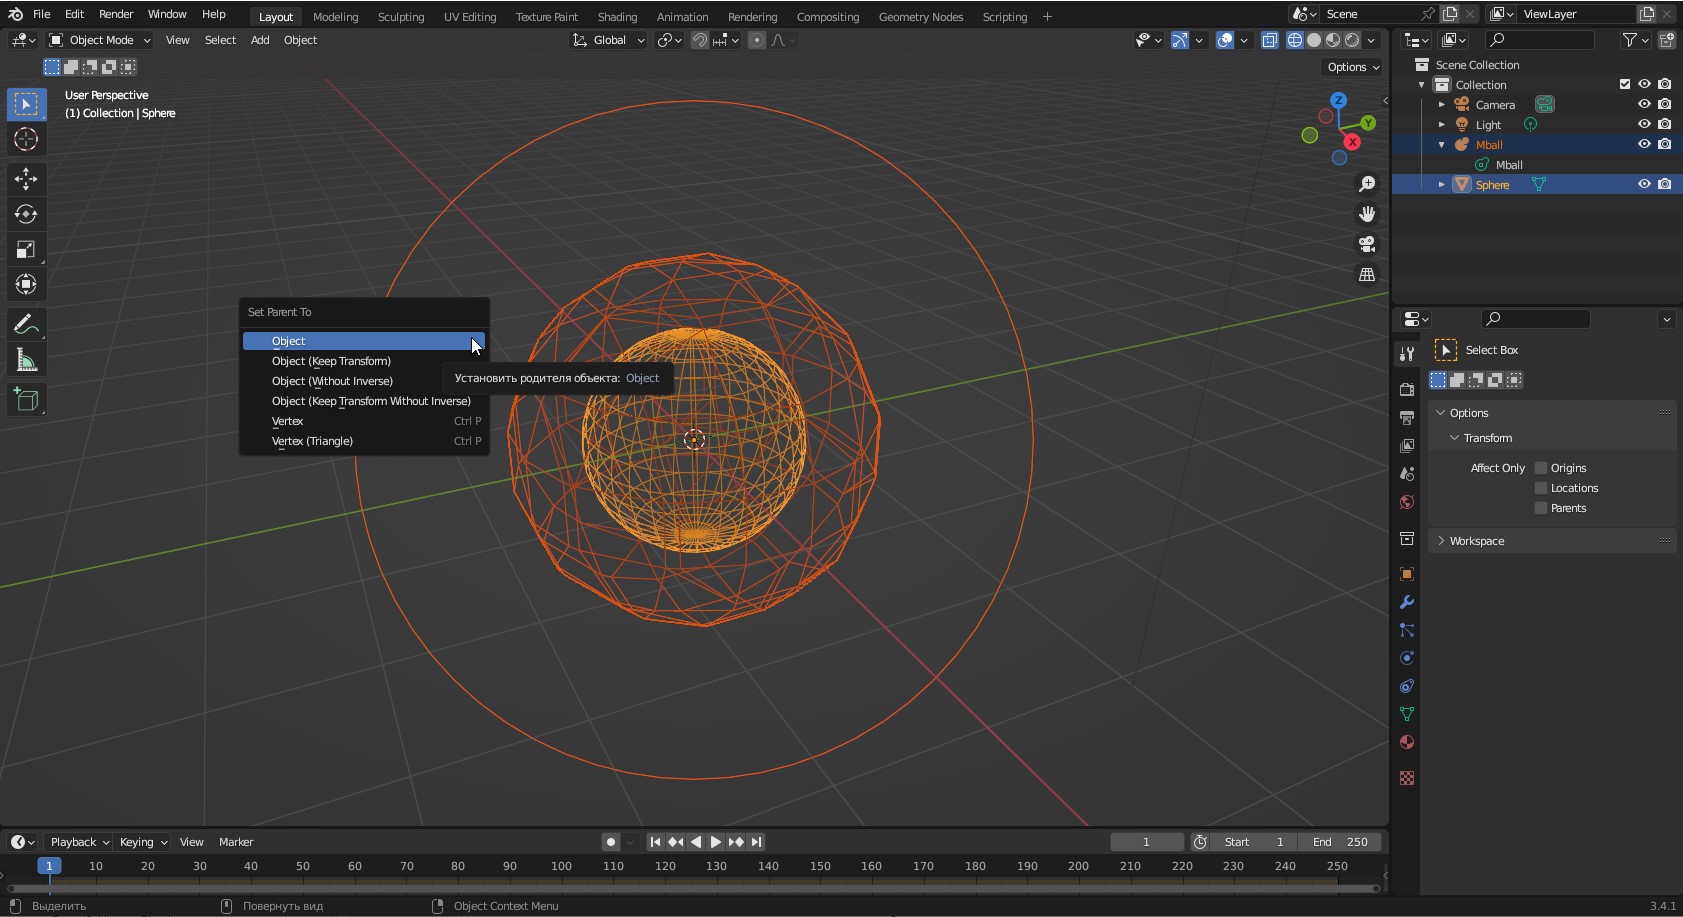 File Edit Render Window Help Layout Modeling Sculpting UV Editing Texture Paint Shading Animation Rendering Compositing Geometry Nodes Scripting + Scene ViewLayer
Object Mode View Select Add Object Global
Options
User Perspective
(1) Collection | Sphere
Z
Y
X
Set Parent To
Object
Object (Keep Transform)
Object (Without Inverse)
Object (Keep Transform Without Inverse)
Vertex Ctrl P
Vertex (Triangle) Ctrl P
Установить родителя объекта: Object
Scene Collection
Collection
Camera
Light
Mball
Mball
Sphere
Select Box
Options
Transform
Affect Only Origins
Locations
Parents
Workspace
Playback Keying View Marker 1 Start 1 End 250
1 10 20 30 40 50 60 70 80 90 100 110 120 130 140 150 160 170 180 190 200 210 220 230 240 250
Выделить Повернуть вид Object Context Menu 3.4.1